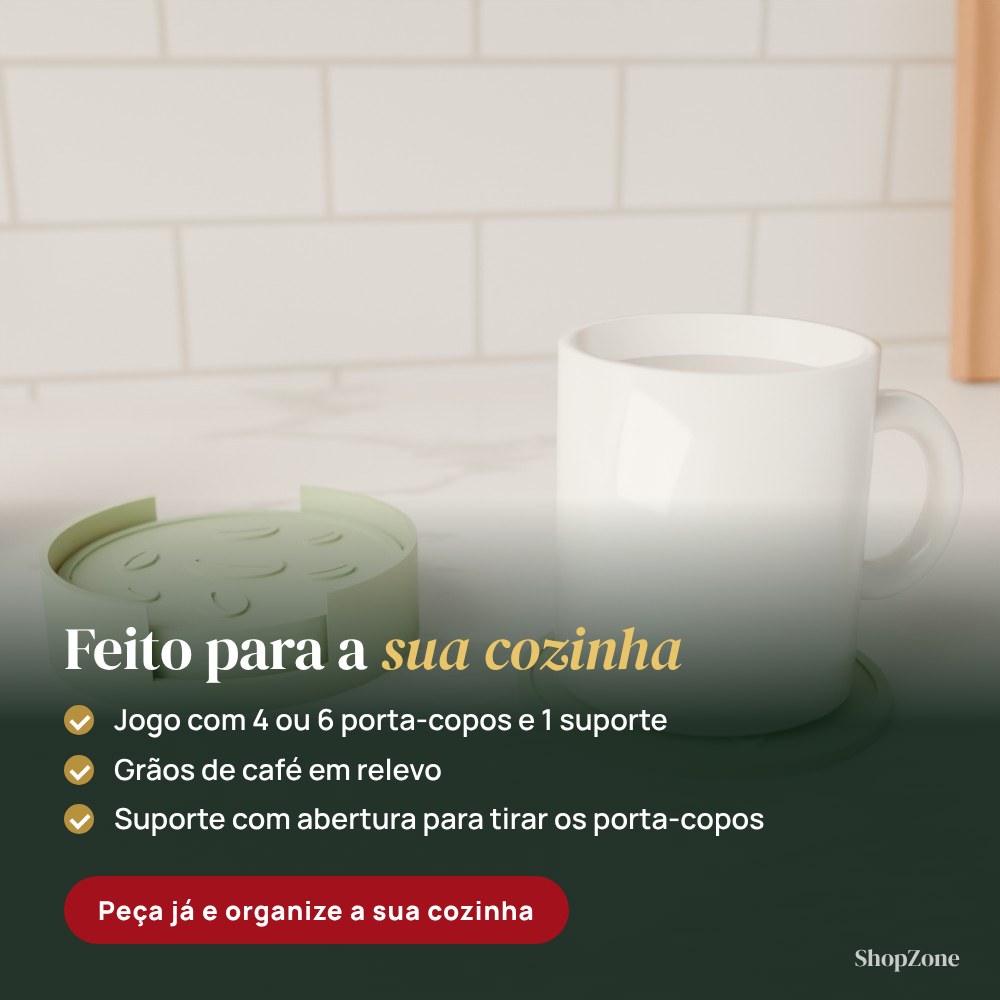 Feito para a sua cozinha
Jogo com 4 ou 6 porta-copos e 1 suporte
Grãos de café em relevo
Suporte com abertura para tirar os porta-copos
Peça já e organize a sua cozinha
ShopZone